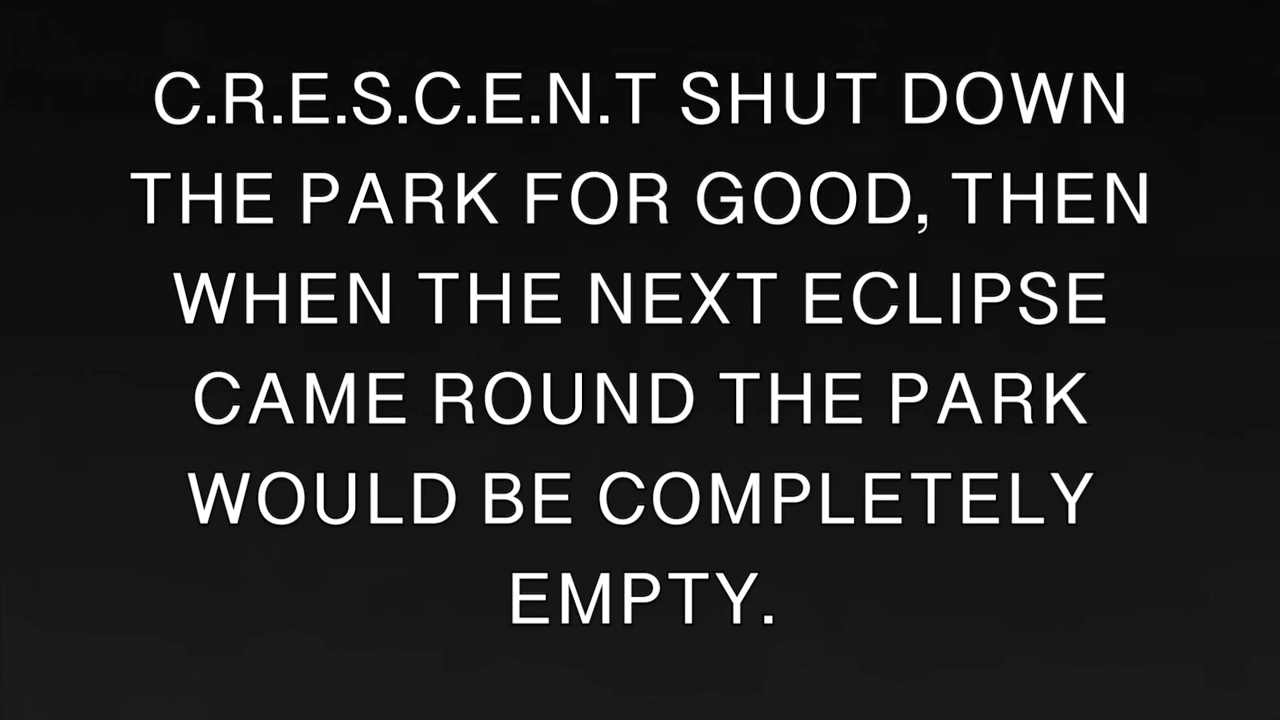 C.R.E.S.C.E.N.T SHUT DOWN
THE PARK FOR GOOD, THEN
WHEN THE NEXT ECLIPSE
CAME ROUND THE PARK
WOULD BE COMPLETELY
EMPTY.